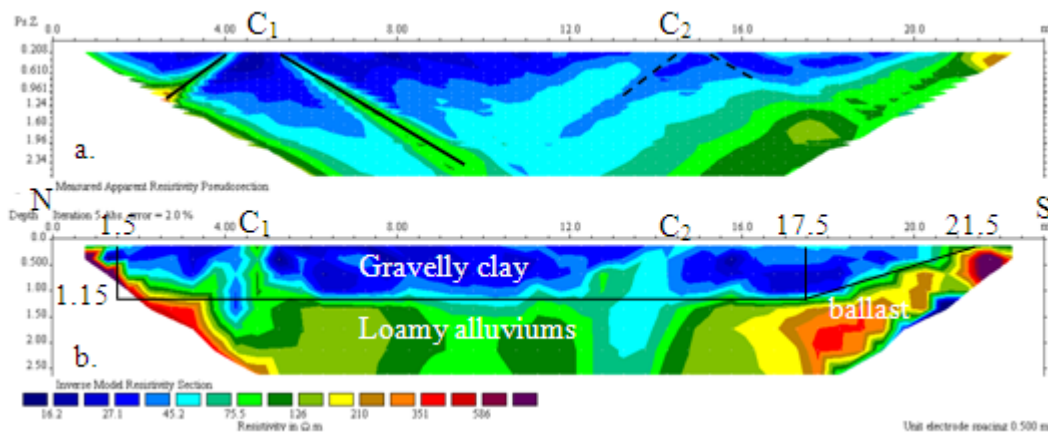 Ps.Z. 0.0 C1 8.00 12.0 C2 16.0 20.0 m
0.208
0.610
0.961
1.24
1.60
1.96
2.34
a.
Measured Apparent Resistivity Pseudosection
N S
Depth Iteration 5 Abs. error = 2.0 %
1.5 17.5 21.5
0.0 4.00 C1 8.00 12.0 C2 16.0 20.0 m
0.0
0.500
1.00
1.15
1.50
2.00
2.50
Gravelly clay
ballast
Loamy alluviums
b.
Inverse Model Resistivity Section
16.2 27.1 45.2 75.5 126 210 351 586
Resistivity in Ω.m
Unit electrode spacing 0.500 m